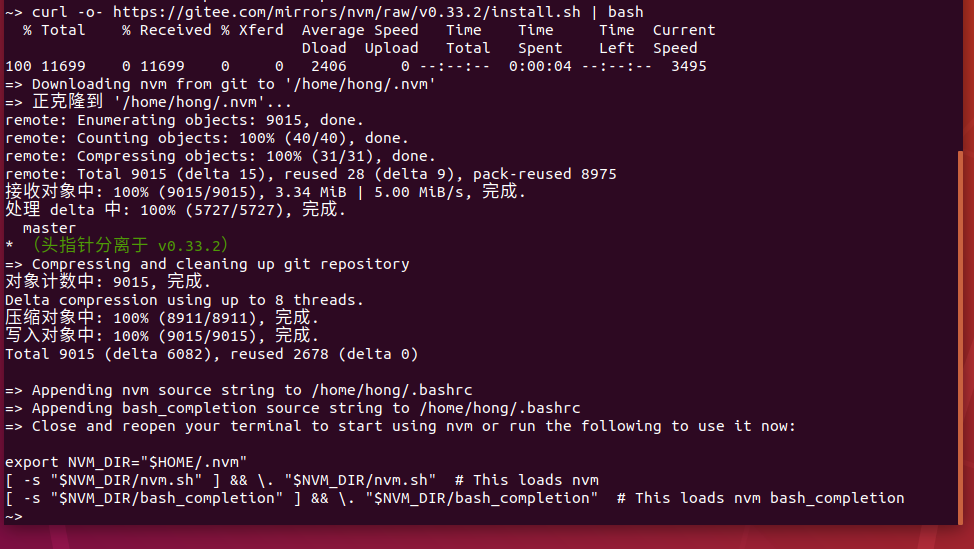 ~> curl -o- https://gitee.com/mirrors/nvm/raw/v0.33.2/install.sh | bash
  % Total    % Received % Xferd  Average Speed   Time    Time     Time  Current
                                 Dload  Upload   Total   Spent    Left  Speed
100 11699    0 11699    0     0   2406      0 --:--:--  0:00:04 --:--:--  3495
=> Downloading nvm from git to '/home/hong/.nvm'
=> 正克隆到 '/home/hong/.nvm'...
remote: Enumerating objects: 9015, done.
remote: Counting objects: 100% (40/40), done.
remote: Compressing objects: 100% (31/31), done.
remote: Total 9015 (delta 15), reused 28 (delta 9), pack-reused 8975
接收对象中: 100% (9015/9015), 3.34 MiB | 5.00 MiB/s, 完成.
处理 delta 中: 100% (5727/5727), 完成.
  master
* （头指针分离于 v0.33.2）
=> Compressing and cleaning up git repository
对象计数中: 9015, 完成.
Delta compression using up to 8 threads.
压缩对象中: 100% (8911/8911), 完成.
写入对象中: 100% (9015/9015), 完成.
Total 9015 (delta 6082), reused 2678 (delta 0)
=> Appending nvm source string to /home/hong/.bashrc
=> Appending bash_completion source string to /home/hong/.bashrc
=> Close and reopen your terminal to start using nvm or run the following to use it now:
export NVM_DIR="$HOME/.nvm"
[ -s "$NVM_DIR/nvm.sh" ] && \. "$NVM_DIR/nvm.sh"  # This loads nvm
[ -s "$NVM_DIR/bash_completion" ] && \. "$NVM_DIR/bash_completion"  # This loads nvm bash_completion
~>